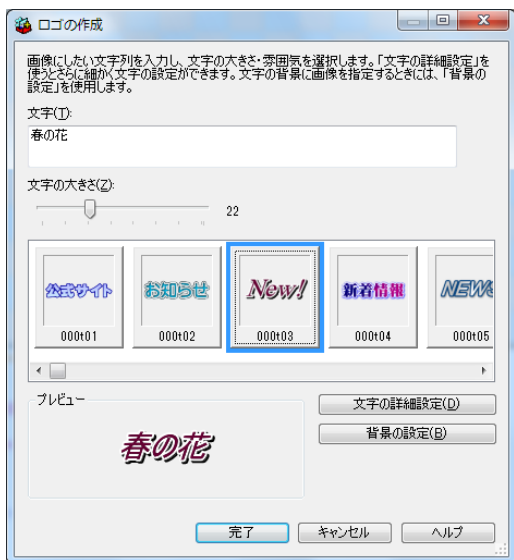 ロゴの作成
画像にしたい文字列を入力し、文字の大きさ・雰囲気を選択します。「文字の詳細設定」を
使うとさらに細かく文字の設定ができます。文字の背景に画像を指定するときには、「背景の
設定」を使用します。
文字(T):
春の花
文字の大きさ(Z):
22
公式サイト お知らせ New! 新着情報 NEWS
000t01 000t02 000t03 000t04 000t05
プレビュー
文字の詳細設定(D)
背景の設定(B)
春の花
完了 キャンセル ヘルプ